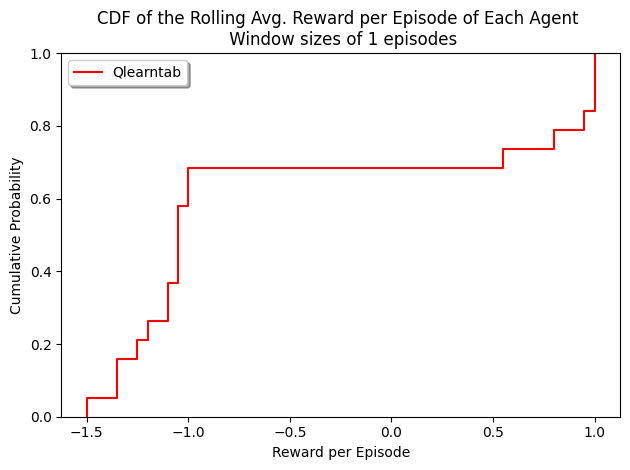 CDF of the Rolling Avg. Reward per Episode of Each Agent
Window sizes of 1 episodes
Qlearntab
Cumulative Probability
1.0
0.8
0.6
0.4
0.2
0.0
−1.5 −1.0 −0.5 0.0 0.5 1.0
Reward per Episode